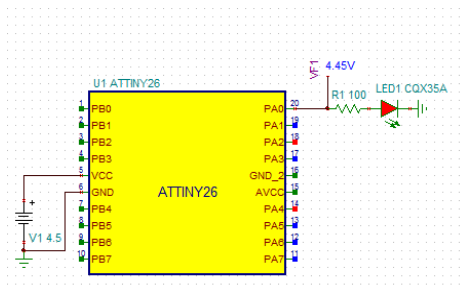 VF1 4.45V
U1 ATTINY26
R1 100
LED1 CQX35A
1 PB0 PA0 20
2 PB1 PA1 19
3 PB2 PA2 18
4 PB3 PA3 17
5 VCC GND_2 16
6 GND AVCC 15
ATTINY26
7 PB4 PA4 14
8 PB5 PA5 13
9 PB6 PA6 12
10 PB7 PA7 11
+
V1 4.5